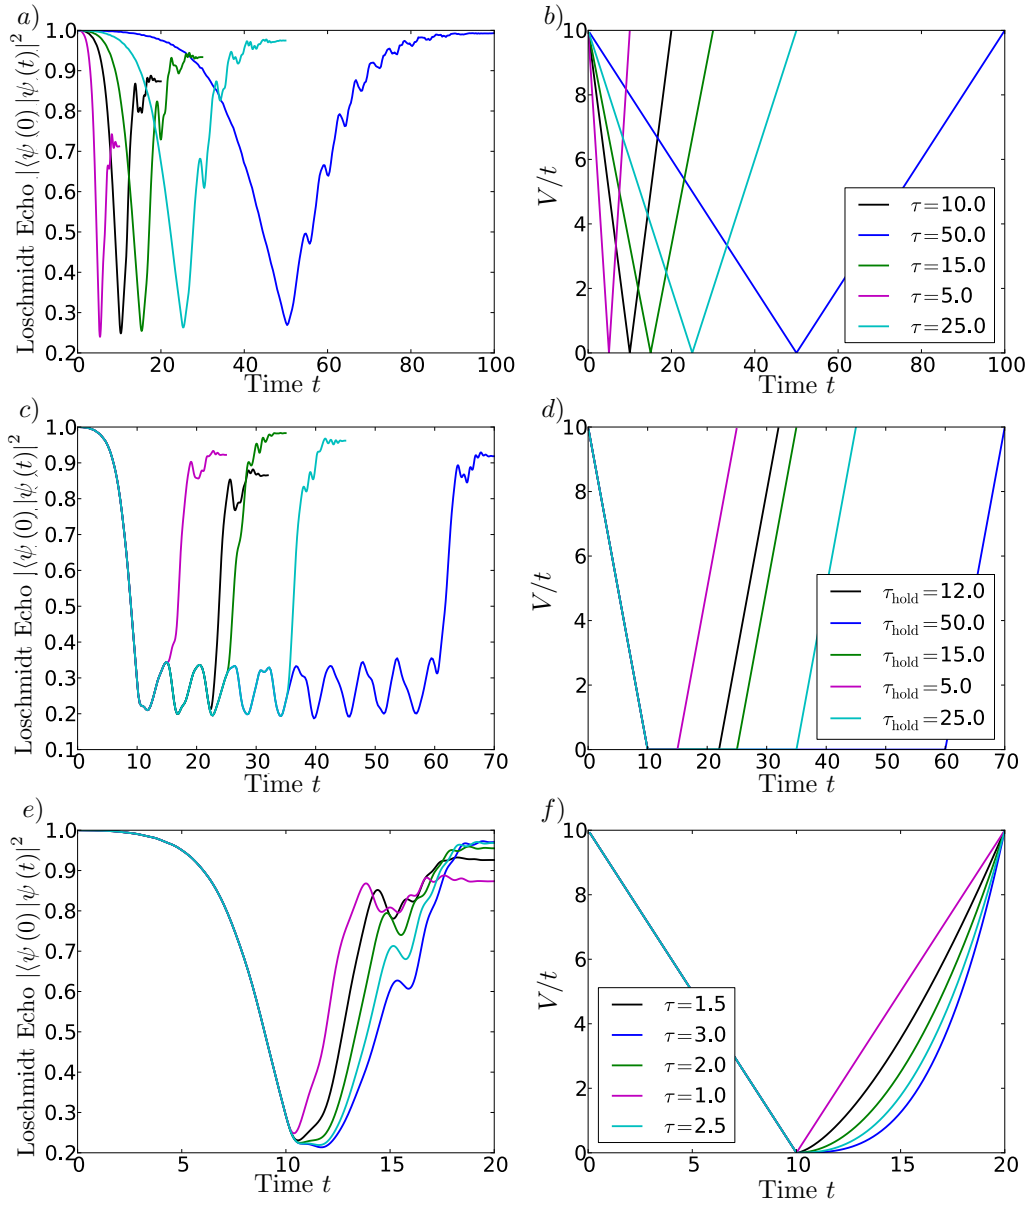 a)
Loschmidt Echo |⟨ψ(0)|ψ(t)⟩|²
1.0
0.9
0.8
0.7
0.6
0.5
0.4
0.3
0.2
0 20 40 60 80 100
Time t
b)
V/t
10
8
6
4
2
0
τ=10.0
τ=50.0
τ=15.0
τ=5.0
τ=25.0
0 20 40 60 80 100
Time t
c)
Loschmidt Echo |⟨ψ(0)|ψ(t)⟩|²
1.0
0.9
0.8
0.7
0.6
0.5
0.4
0.3
0.2
0.1
0 10 20 30 40 50 60 70
Time t
d)
V/t
10
8
6
4
2
0
τhold=12.0
τhold=50.0
τhold=15.0
τhold=5.0
τhold=25.0
0 10 20 30 40 50 60 70
Time t
e)
Loschmidt Echo |⟨ψ(0)|ψ(t)⟩|²
1.0
0.9
0.8
0.7
0.6
0.5
0.4
0.3
0.2
0 5 10 15 20
Time t
f)
V/t
10
8
6
4
2
0
τ=1.5
τ=3.0
τ=2.0
τ=1.0
τ=2.5
0 5 10 15 20
Time t